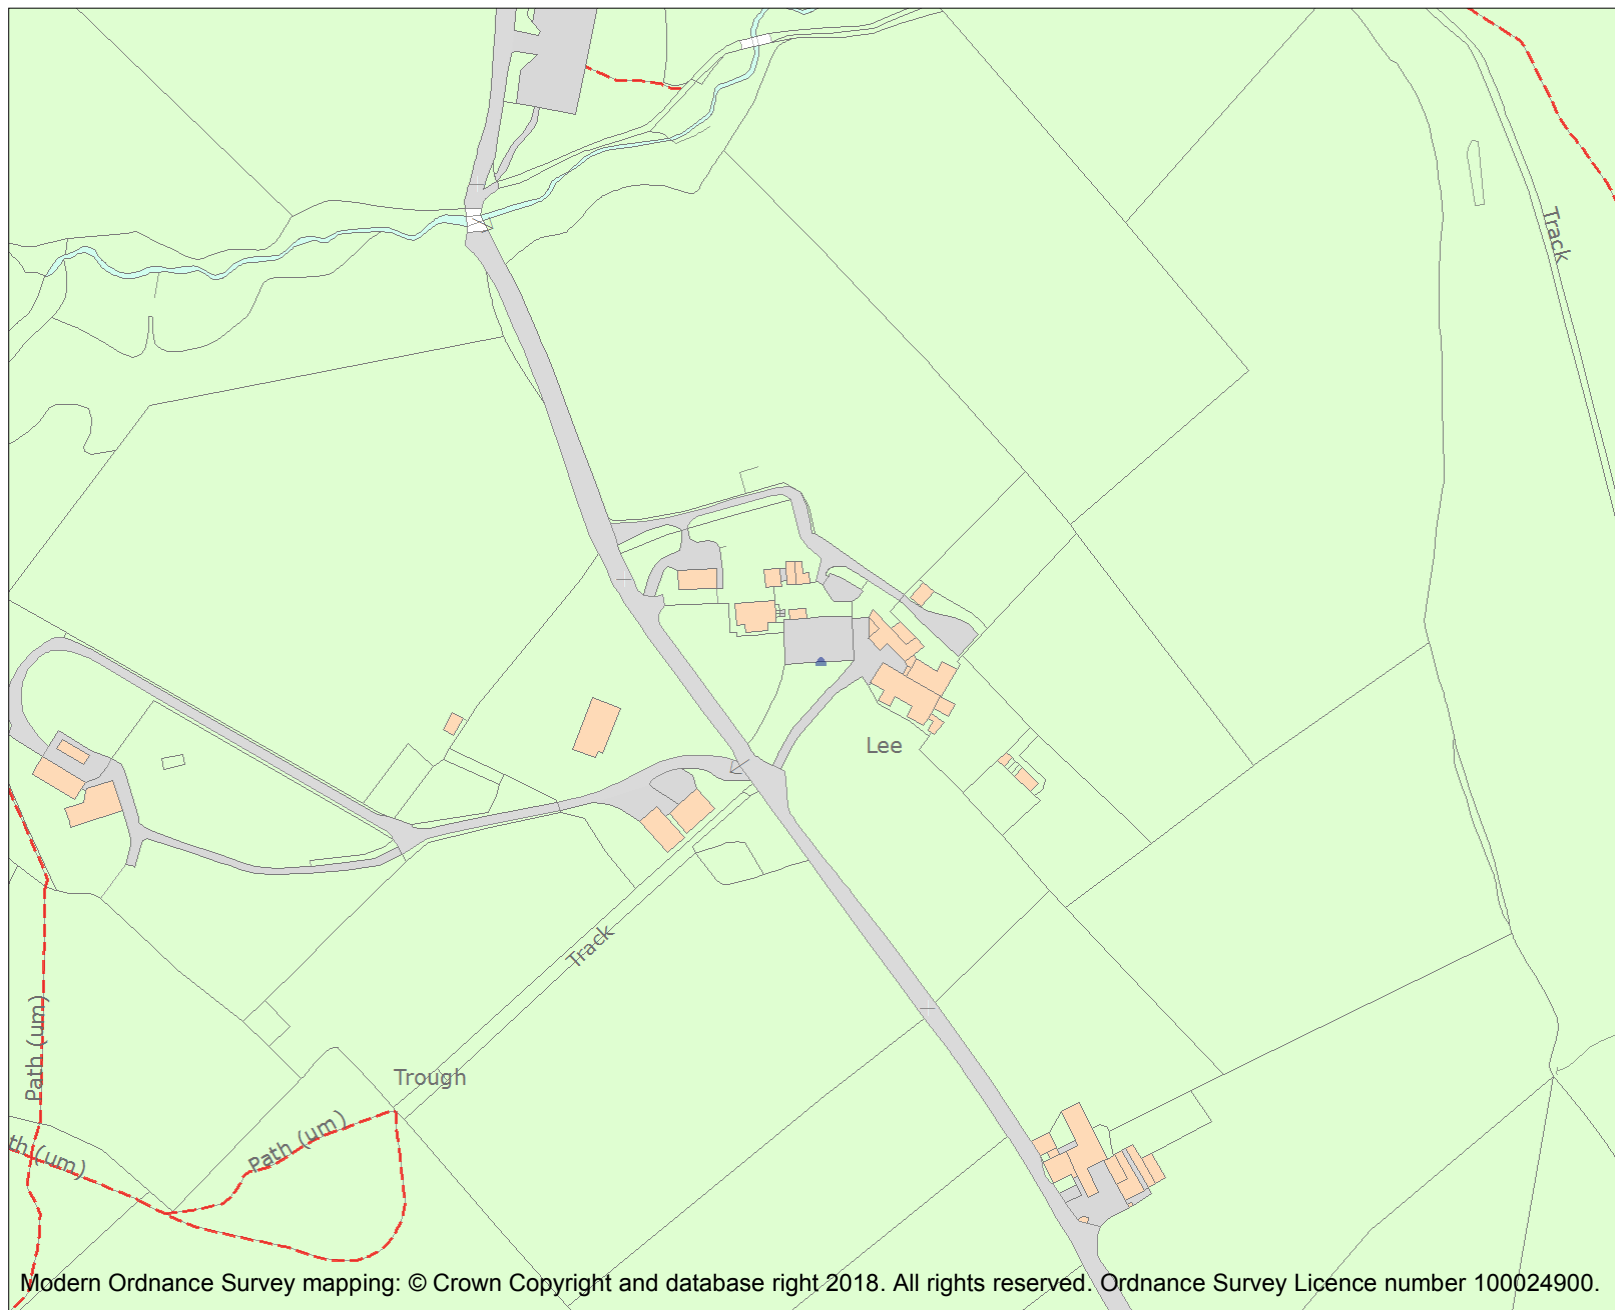 Track
Lee
Track
Path (um)
Trough
Path (um)
th (um)
Modern Ordnance Survey mapping: © Crown Copyright and database right 2018. All rights reserved. Ordnance Survey Licence number 100024900.